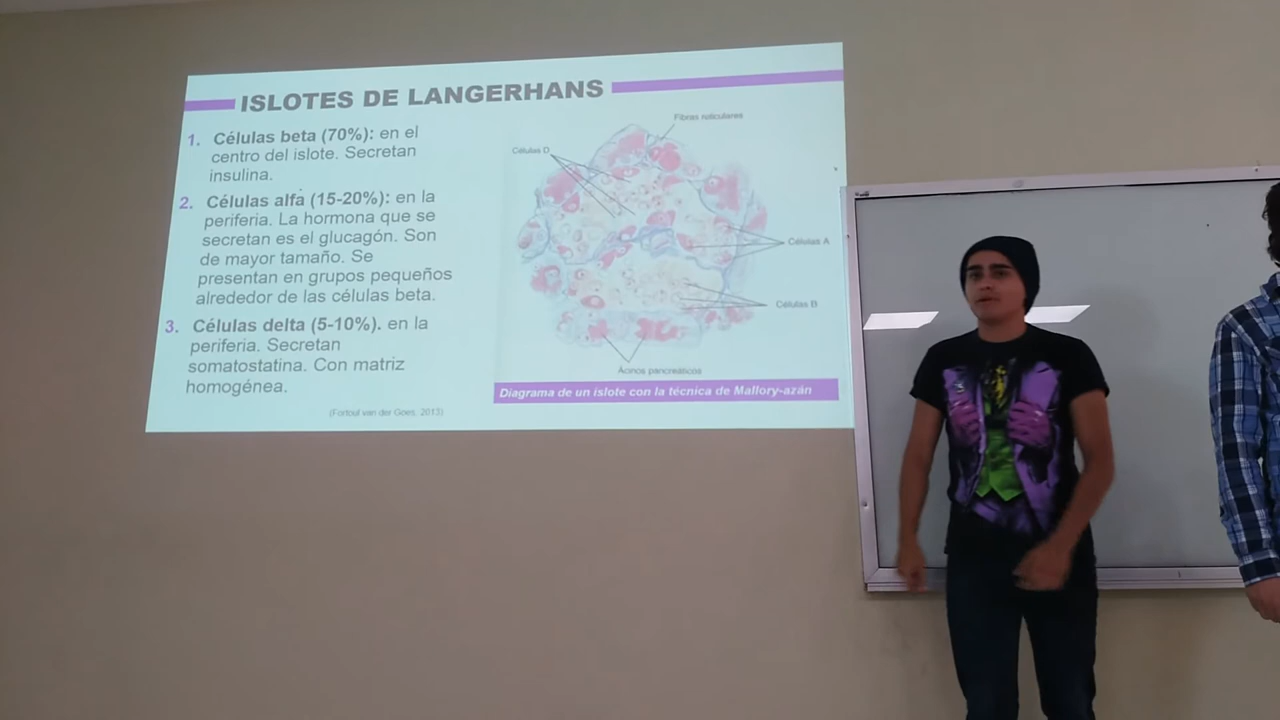 ISLOTES DE LANGERHANS
1. Células beta (70%): en el
centro del islote. Secretan
insulina.
2. Células alfa (15-20%): en la
periferia. La hormona que se
secretan es el glucagón. Son
de mayor tamaño. Se
presentan en grupos pequeños
alrededor de las células beta.
3. Células delta (5-10%). en la
periferia. Secretan
somatostatina. Con matriz
homogénea.
(Fortoul van der Goes, 2013)
Fibras reticulares
Células D
Células A
Células B
Ácinos pancreáticos
Diagrama de un islote con la técnica de Mallory-azán